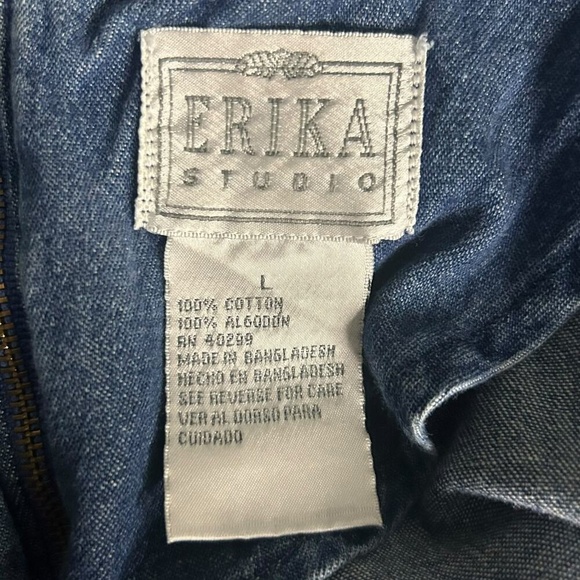 ERIKA
STUDIO
L
100% COTTON
100% ALGODON
RN 40299
MADE IN BANGLADESH
HECHO EN BANGLADESH
SEE REVERSE FOR CARE
VER AL DORSO PARA
CUIDADO